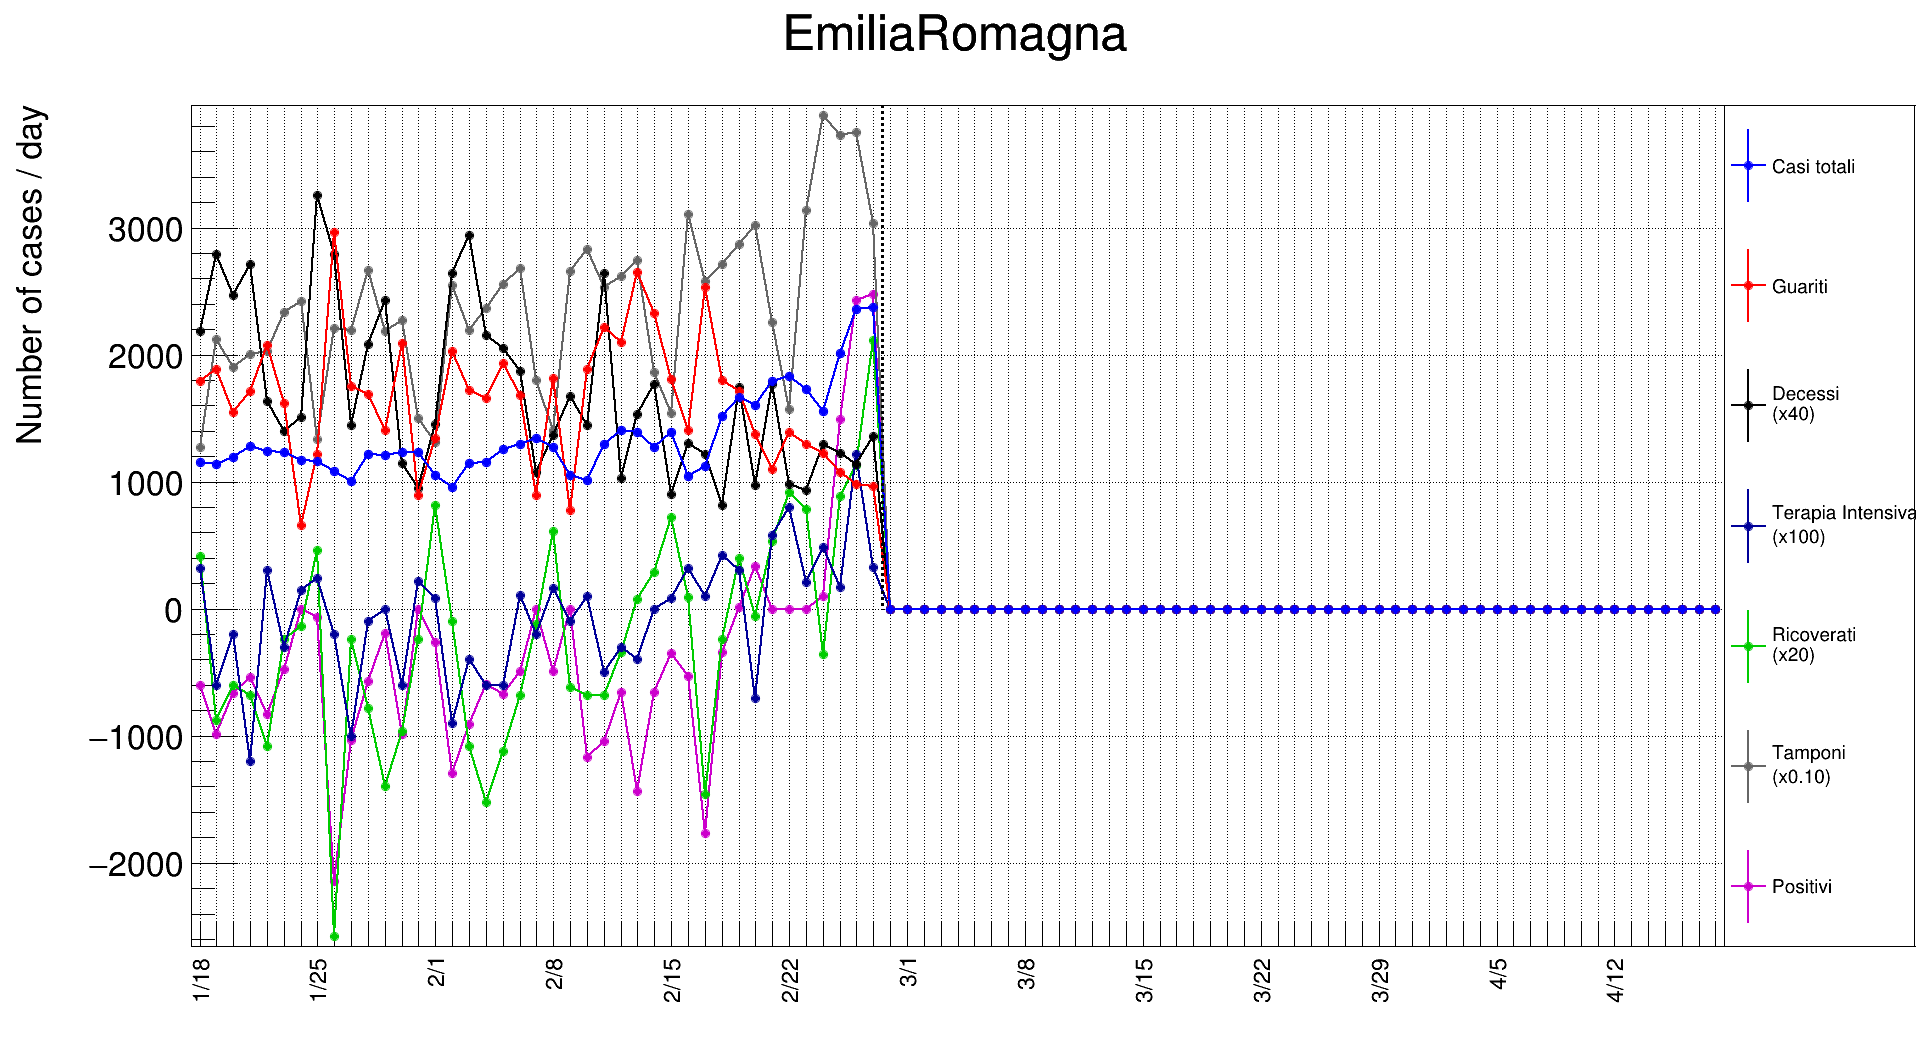 EmiliaRomagna
Number of cases / day
3000
2000
1000
0
−1000
−2000
1/18
1/25
2/1
2/8
2/15
2/22
3/1
3/8
3/15
3/22
3/29
4/5
4/12
Casi totali
Guariti
Decessi
(x40)
Terapia Intensiva
(x100)
Ricoverati
(x20)
Tamponi
(x0.10)
Positivi